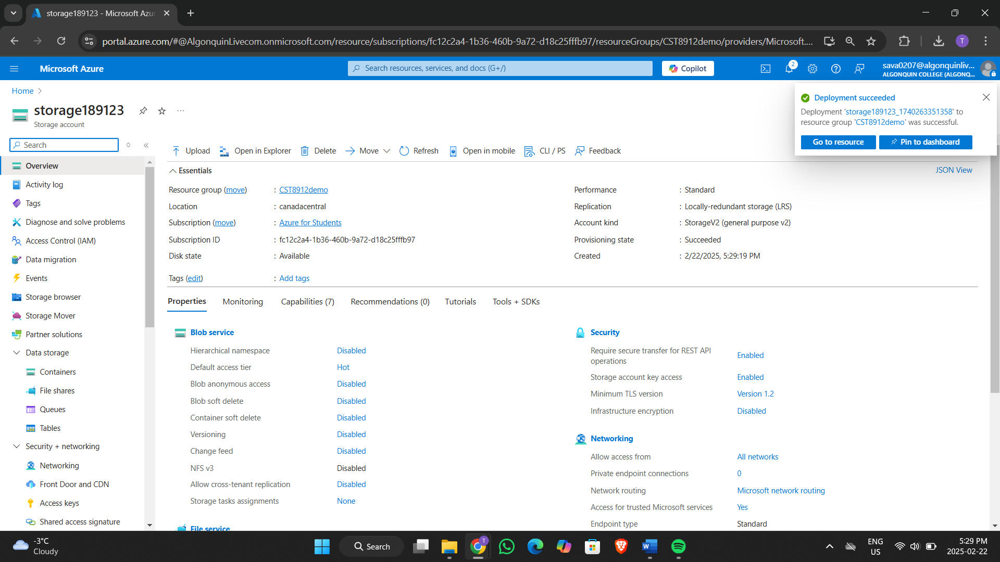 storage189123 - Microsoft Azu
portal.azure.com/#@AlgonquinLivecom.onmicrosoft.com/resource/subscriptions/fc12c2a4-1b36-460b-9a72-d18c25fffb97/resourceGroups/CST8912demo/providers/Microsoft....
T
Microsoft Azure
Search resources, services, and docs (G+/)
Copilot
2
sava0207@algonquinliv...
ALGONQUIN COLLEGE (ALGONQ...
Home
storage189123
Storage account
Deployment succeeded
Deployment 'storage189123_1740263351358' to
resource group 'CST8912demo' was successful.
Go to resource
Pin to dashboard
Search
Upload
Open in Explorer
Delete
Move
Refresh
Open in mobile
CLI / PS
Feedback
Overview
Activity log
Tags
Diagnose and solve problems
Access Control (IAM)
Data migration
Events
Storage browser
Storage Mover
Partner solutions
Data storage
Containers
File shares
Queues
Tables
Security + networking
Networking
Front Door and CDN
Access keys
Shared access signature
Essentials
JSON View
Resource group (move) : CST8912demo
Location : canadacentral
Subscription (move) : Azure for Students
Subscription ID : fc12c2a4-1b36-460b-9a72-d18c25fffb97
Disk state : Available
Tags (edit) : Add tags
Performance : Standard
Replication : Locally-redundant storage (LRS)
Account kind : StorageV2 (general purpose v2)
Provisioning state : Succeeded
Created : 2/22/2025, 5:29:19 PM
Properties
Monitoring
Capabilities (7)
Recommendations (0)
Tutorials
Tools + SDKs
Blob service
Hierarchical namespace Disabled
Default access tier Hot
Blob anonymous access Disabled
Blob soft delete Disabled
Container soft delete Disabled
Versioning Disabled
Change feed Disabled
NFS v3 Disabled
Allow cross-tenant replication Disabled
Storage tasks assignments None
File service
Security
Require secure transfer for REST API
operations Enabled
Storage account key access Enabled
Minimum TLS version Version 1.2
Infrastructure encryption Disabled
Networking
Allow access from All networks
Private endpoint connections 0
Network routing Microsoft network routing
Access for trusted Microsoft services Yes
Endpoint type Standard
-3°C
Cloudy
Search
T
ENG
US
5:29 PM
2025-02-22